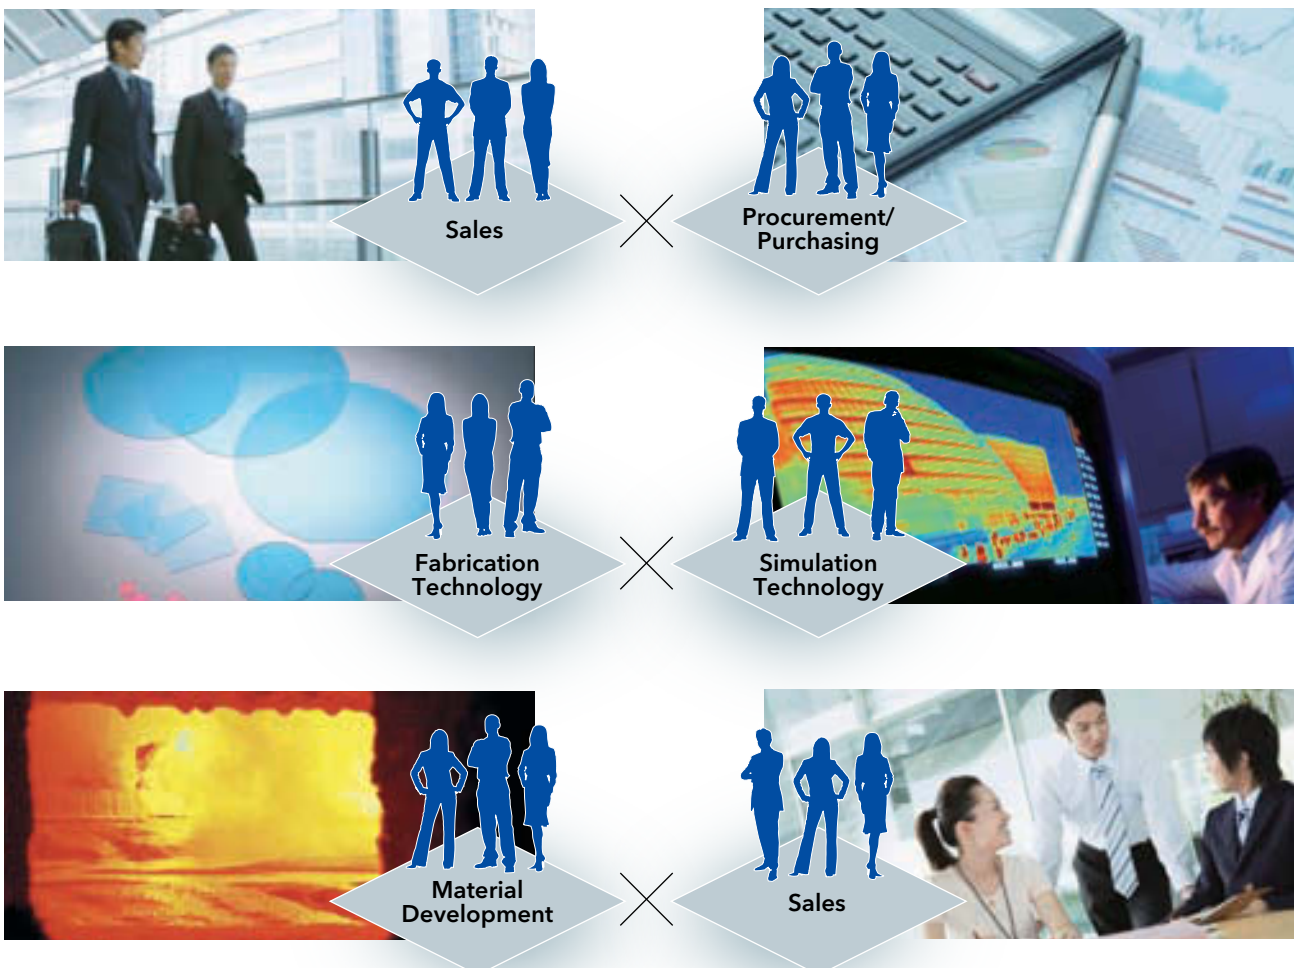 Sales
Procurement/
Purchasing
Fabrication
Technology
Simulation
Technology
Material
Development
Sales